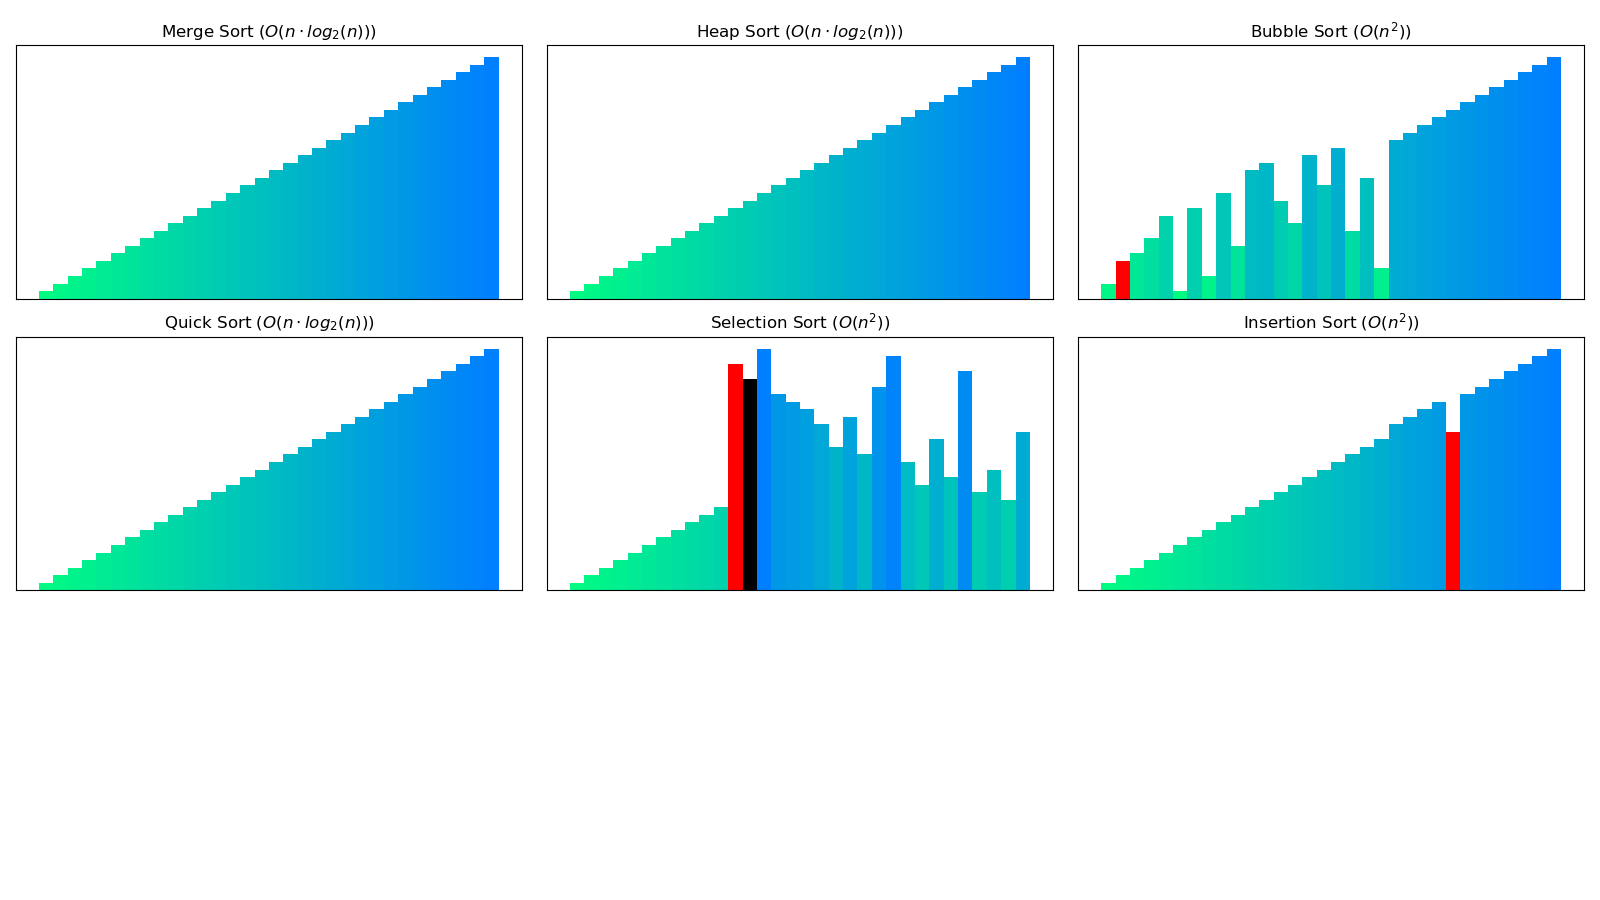 Merge Sort (O(n · log₂(n)))
Heap Sort (O(n · log₂(n)))
Bubble Sort (O(n²))
Quick Sort (O(n · log₂(n)))
Selection Sort (O(n²))
Insertion Sort (O(n²))